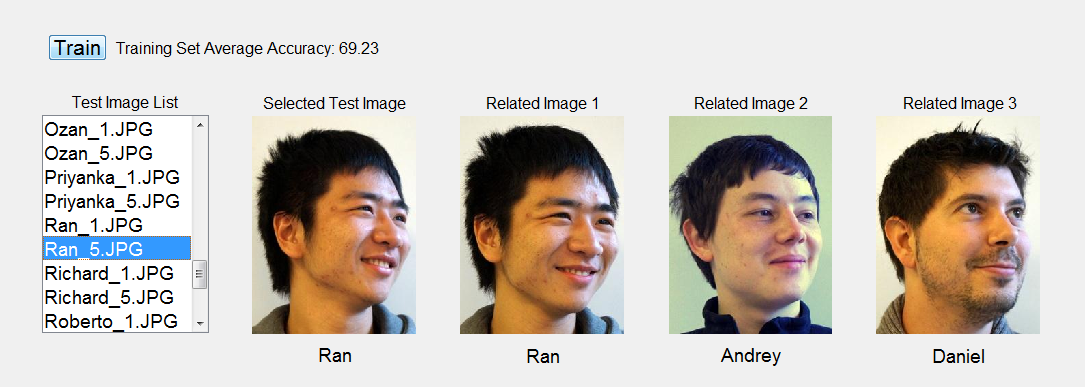 Train Training Set Average Accuracy: 69.23
Test Image List
Selected Test Image
Related Image 1
Related Image 2
Related Image 3
Ozan_1.JPG
Ozan_5.JPG
Priyanka_1.JPG
Priyanka_5.JPG
Ran_1.JPG
Ran_5.JPG
Richard_1.JPG
Richard_5.JPG
Roberto_1.JPG
Ran
Ran
Andrey
Daniel